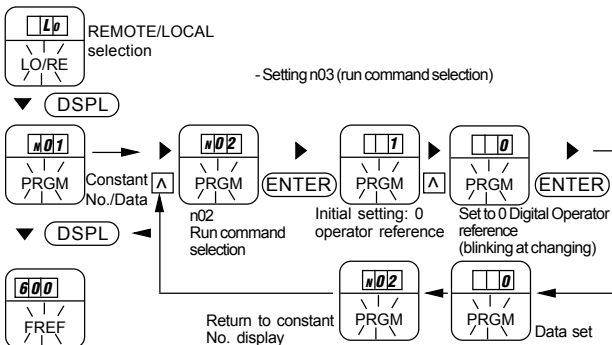 Lo
REMOTE/LOCAL
selection
LO/RE
- Setting n03 (run command selection)
DSPL
N01
PRGM
Constant
No./Data
N02
PRGM
n02
Run command
selection
ENTER
1
PRGM
Initial setting: 0
operator reference
0
PRGM
Set to 0 Digital Operator
reference
(blinking at changing)
ENTER
DSPL
600
FREF
Return to constant
No. display
N02
PRGM
0
PRGM
Data set